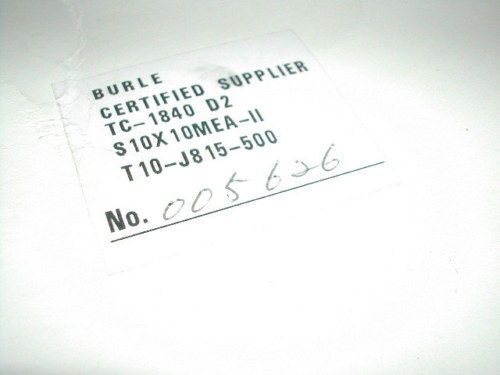 BURLE
CERTIFIED SUPPLIER
TC-1840 D2
S10X10MEA-II
T10-J815-500
No. 005626